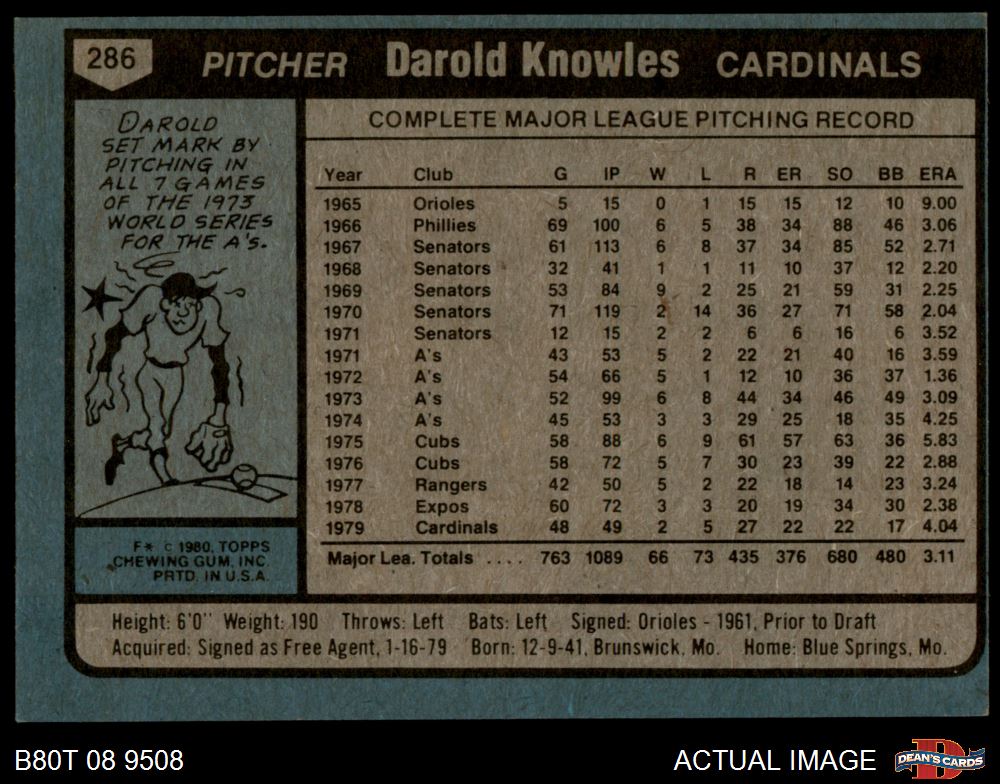 286 PITCHER Darold Knowles CARDINALS
DAROLD
SET MARK BY
PITCHING IN
ALL 7 GAMES
OF THE 1973
WORLD SERIES
FOR THE A's.
F* © 1980, TOPPS
CHEWING GUM, INC.
PRTD. IN U.S.A.
COMPLETE MAJOR LEAGUE PITCHING RECORD
Year Club G IP W L R ER SO BB ERA
1965 Orioles 5 15 0 1 15 15 12 10 9.00
1966 Phillies 69 100 6 5 38 34 88 46 3.06
1967 Senators 61 113 6 8 37 34 85 52 2.71
1968 Senators 32 41 1 1 11 10 37 12 2.20
1969 Senators 53 84 9 2 25 21 59 31 2.25
1970 Senators 71 119 2 14 36 27 71 58 2.04
1971 Senators 12 15 2 2 6 6 16 6 3.52
1971 A's 43 53 5 2 22 21 40 16 3.59
1972 A's 54 66 5 1 12 10 36 37 1.36
1973 A's 52 99 6 8 44 34 46 49 3.09
1974 A's 45 53 3 3 29 25 18 35 4.25
1975 Cubs 58 88 6 9 61 57 63 36 5.83
1976 Cubs 58 72 5 7 30 23 39 22 2.88
1977 Rangers 42 50 5 2 22 18 14 23 3.24
1978 Expos 60 72 3 3 20 19 34 30 2.38
1979 Cardinals 48 49 2 5 27 22 22 17 4.04
Major Lea. Totals .... 763 1089 66 73 435 376 680 480 3.11
Height: 6'0" Weight: 190 Throws: Left Bats: Left Signed: Orioles - 1961, Prior to Draft
Acquired: Signed as Free Agent, 1-16-79 Born: 12-9-41, Brunswick, Mo. Home: Blue Springs, Mo.
B80T 08 9508 ACTUAL IMAGE DEAN'S CARDS